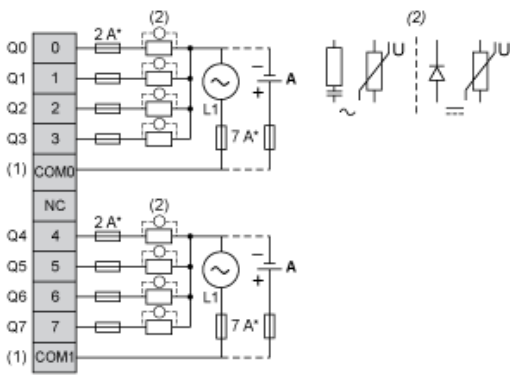 (2)
(2)
Q0 0 2 A*
U
U
Q1 1
Q2 2
L1
A
Q3 3
7 A*
(1) COM0
NC
(2)
Q4 4 2 A*
Q5 5
A
Q6 6
L1
Q7 7
7 A*
(1) COM1